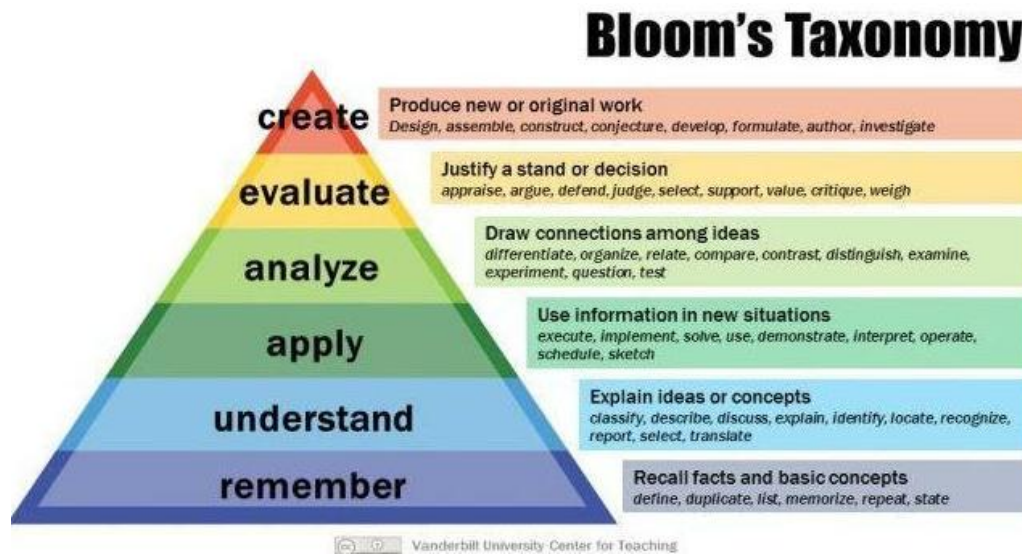 Bloom's Taxonomy
create
Produce new or original work
Design, assemble, construct, conjecture, develop, formulate, author, investigate
evaluate
Justify a stand or decision
appraise, argue, defend, judge, select, support, value, critique, weigh
analyze
Draw connections among ideas
differentiate, organize, relate, compare, contrast, distinguish, examine,
experiment, question, test
apply
Use information in new situations
execute, implement, solve, use, demonstrate, interpret, operate,
schedule, sketch
understand
Explain ideas or concepts
classify, describe, discuss, explain, identify, locate, recognize,
report, select, translate
remember
Recall facts and basic concepts
define, duplicate, list, memorize, repeat, state
Vanderbilt University Center for Teaching